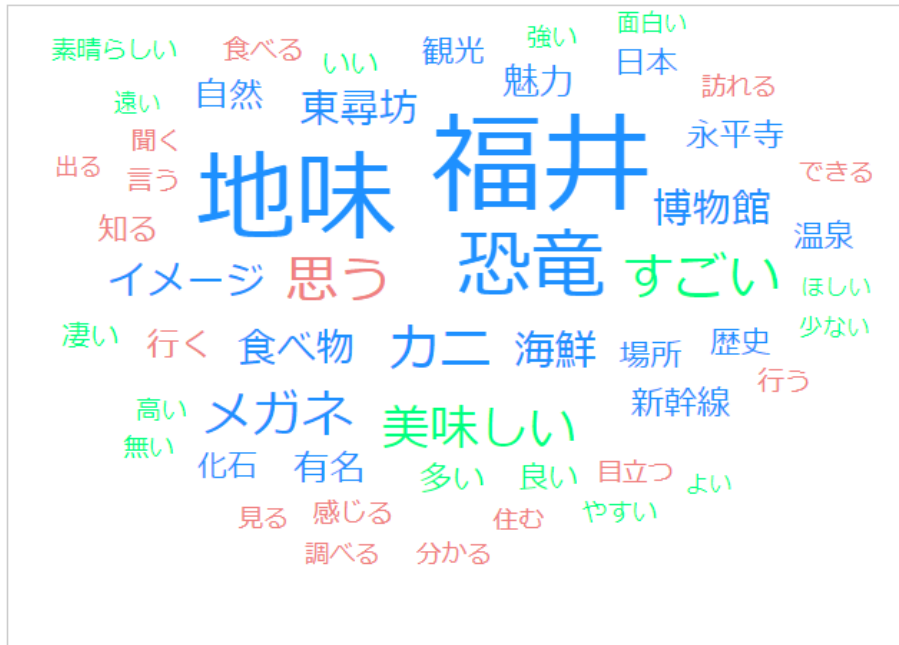 面白い
強い
素晴らしい
食べる
観光
いい
日本
魅力
訪れる
自然
遠い
東尋坊
福井
永平寺
聞く
地味
出る
言う
できる
博物館
知る
温泉
恐竜
イメージ
思う
すごい
ほしい
凄い
行く
食べ物
カニ
海鮮
場所
歴史
少ない
行う
新幹線
高い
メガネ
美味しい
無い
化石
有名
多い
良い
目立つ
よい
見る
感じる
住む
やすい
調べる
分かる